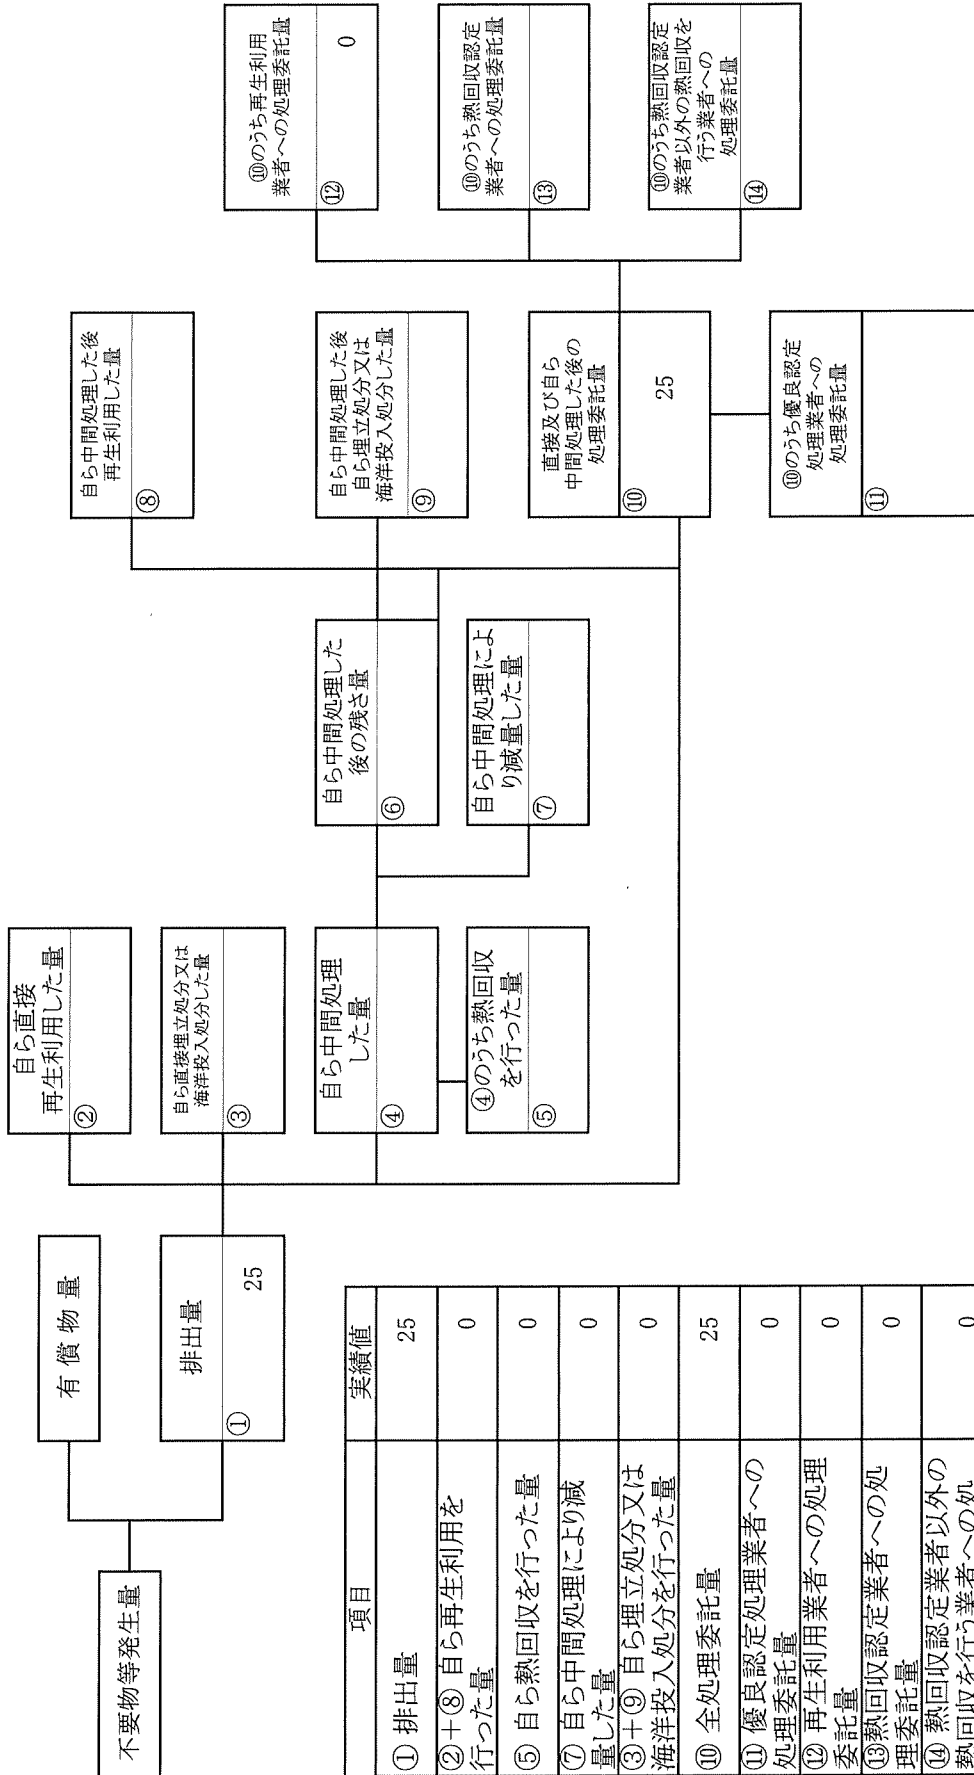 不要物等発生量
有償物量
排出量
①
25
自ら直接
再生利用した量
②
自ら直接埋立処分又は
海洋投入処分した量
③
自ら中間処理
した量
④
④のうち熱回収
を行った量
⑤
自ら中間処理した
後の残さ量
⑥
自ら中間処理によ
り減量した量
⑦
自ら中間処理した後
再生利用した量
⑧
自ら中間処理した後
自ら埋立処分又は
海洋投入処分した量
⑨
直接及び自ら
中間処理した後の
処理委託量
⑩
25
⑩のうち優良認定
処理業者への
処理委託量
⑪
⑩のうち再生利用
業者への処理委託量
⑫
0
⑩のうち熱回収認定
業者への処理委託量
⑬
⑩のうち熱回収認定
業者以外の熱回収を
行う業者への
処理委託量
⑭
項目 実績値
① 排出量 25
②+⑧ 自ら再生利用を
行った量 0
⑤ 自ら熱回収を行った量 0
⑦ 自ら中間処理により減
量した量 0
③+⑨ 自ら埋立処分又は
海洋投入処分を行った量 0
⑩ 全処理委託量 25
⑪ 優良認定処理業者への
処理委託量 0
⑫ 再生利用業者への処理
委託量 0
⑬熱回収認定業者への処
理委託量 0
⑭ 熱回収認定業者以外の
熱回収を行う業者への処 0